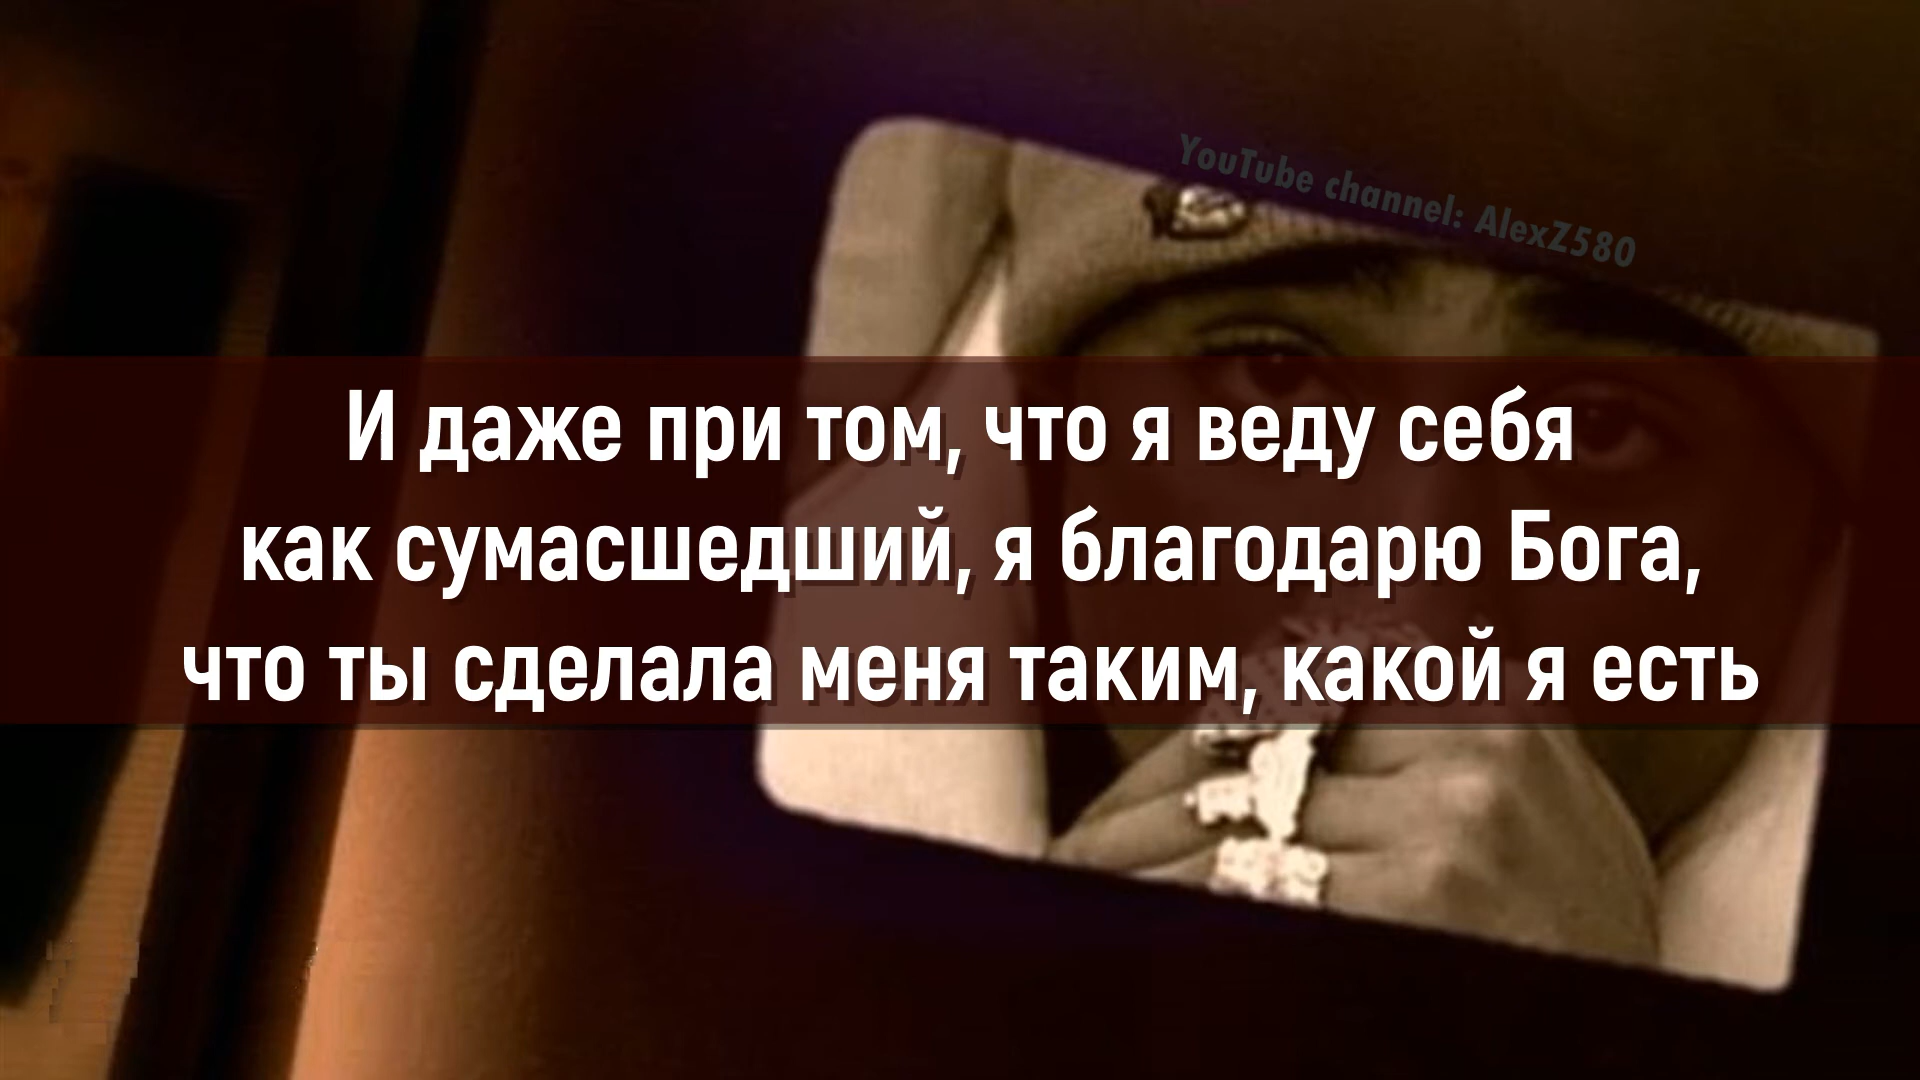 YouTube channel: AlexZ580
И даже при том, что я веду себя
как сумасшедший, я благодарю Бога,
что ты сделала меня таким, какой я есть